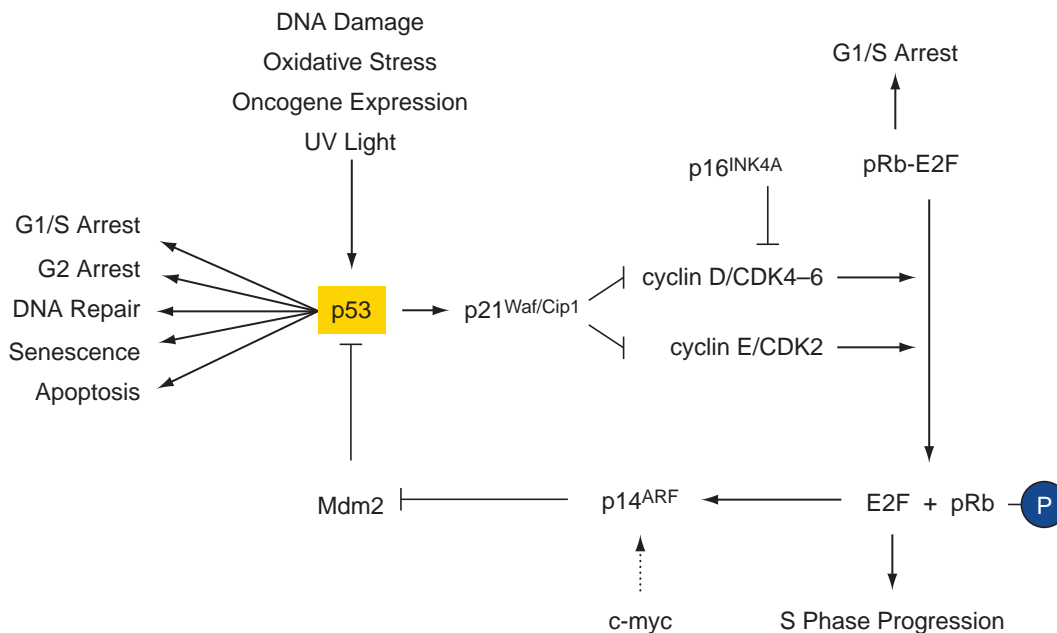 DNA Damage
Oxidative Stress
Oncogene Expression
UV Light
G1/S Arrest
p16INK4A
pRb-E2F
G1/S Arrest
G2 Arrest
DNA Repair
Senescence
Apoptosis
p53
p21Waf/Cip1
cyclin D/CDK4–6
cyclin E/CDK2
Mdm2
p14ARF
E2F + pRb
P
c-myc
S Phase Progression